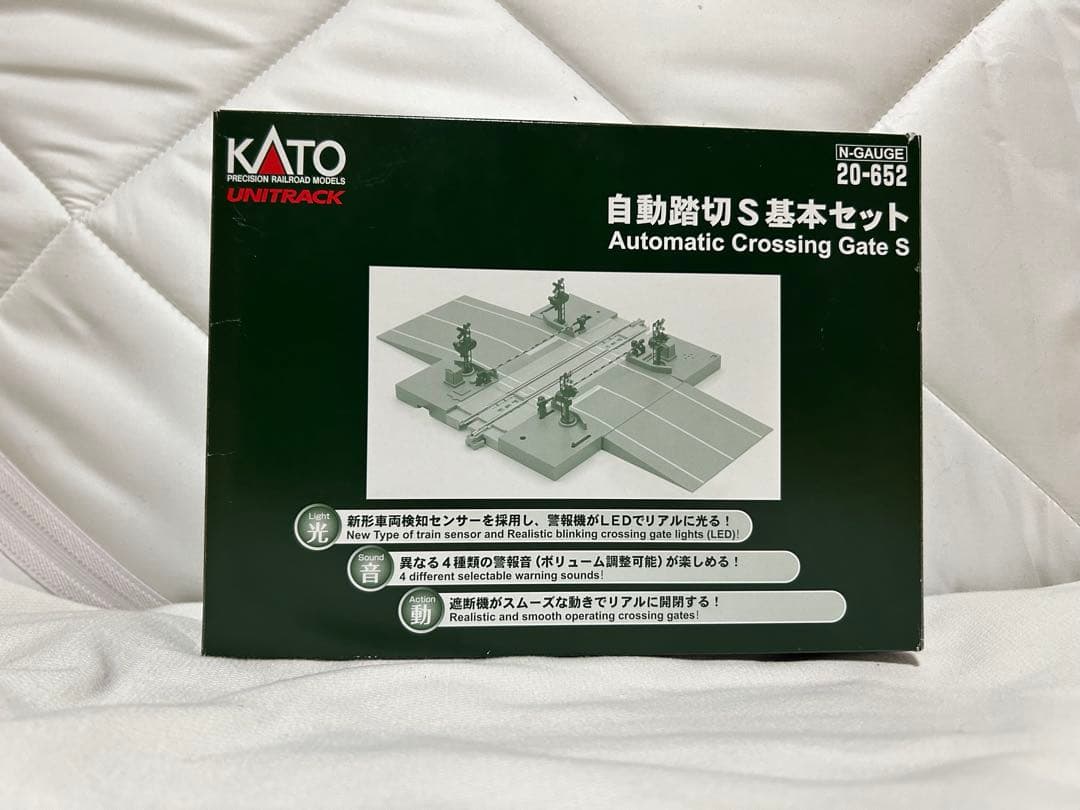 KATO
PRECISION RAILROAD MODELS
UNITRACK
N-GAUGE
20-652
自動踏切S基本セット
Automatic Crossing Gate S
Light
光
新形車両検知センサーを採用し、警報機がLEDでリアルに光る！
New Type of train sensor and Realistic blinking crossing gate lights (LED)!
Sound
音
異なる4種類の警報音(ボリューム調整可能)が楽しめる！
4 different selectable warning sounds!
Action
動
遮断機がスムーズな動きでリアルに開閉する！
Realistic and smooth operating crossing gates!